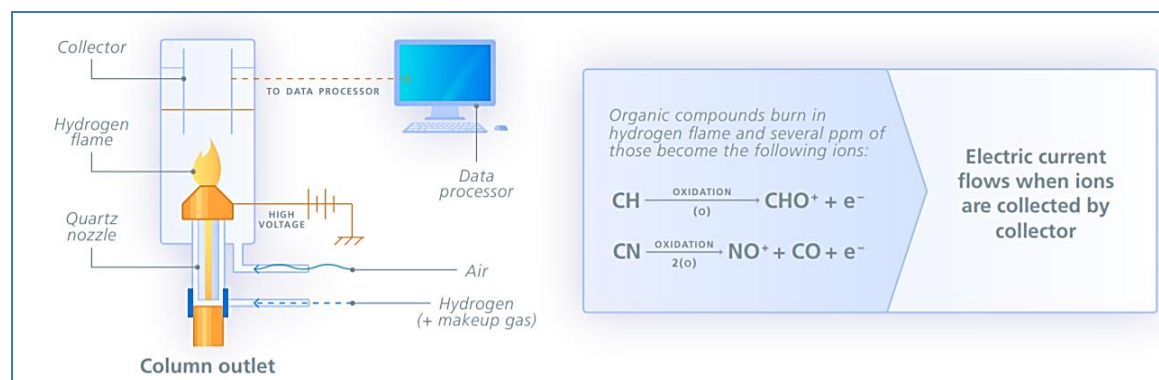 Collector
TO DATA PROCESSOR
Hydrogen
flame
Data
processor
Quartz
nozzle
HIGH
VOLTAGE
Air
Hydrogen
(+ makeup gas)
Column outlet
Organic compounds burn in
hydrogen flame and several ppm of
those become the following ions:
CH OXIDATION (O) CHO⁺ + e⁻
CN OXIDATION 2(O) NO⁺ + CO + e⁻
Electric current
flows when ions
are collected by
collector